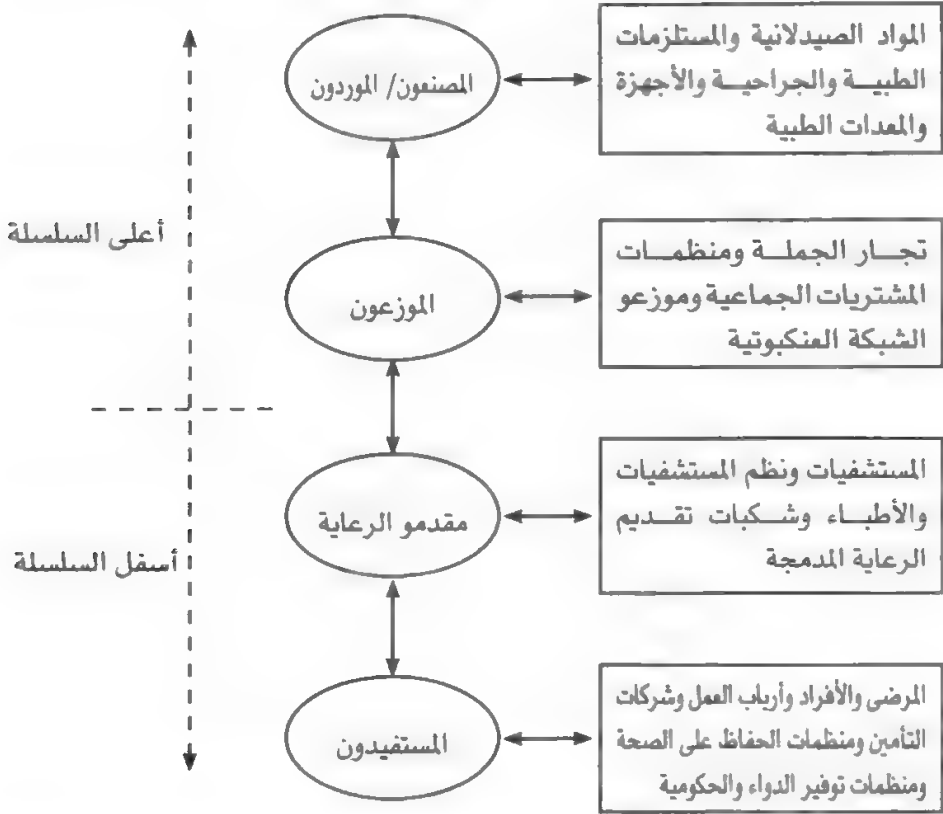 المواد الصيدلانية والمستلزمات
الطبية والجراحية والأجهزة
والمعدات الطبية
المصنعون/ الموردون
أعلى السلسلة
تجار الجملة ومنظمات
المشتريات الجماعية وموزعو
الشبكة العنكبوتية
الموزعون
المستشفيات ونظم المستشفيات
والأطباء وشكبات تقديم
الرعاية المدمجة
مقدمو الرعاية
أسفل السلسلة
المرضى والأفراد وأرباب العمل وشركات
التأمين ومنظمات الحفاظ على الصحة
ومنظمات توفير الدواء والحكومية
المستفيدون